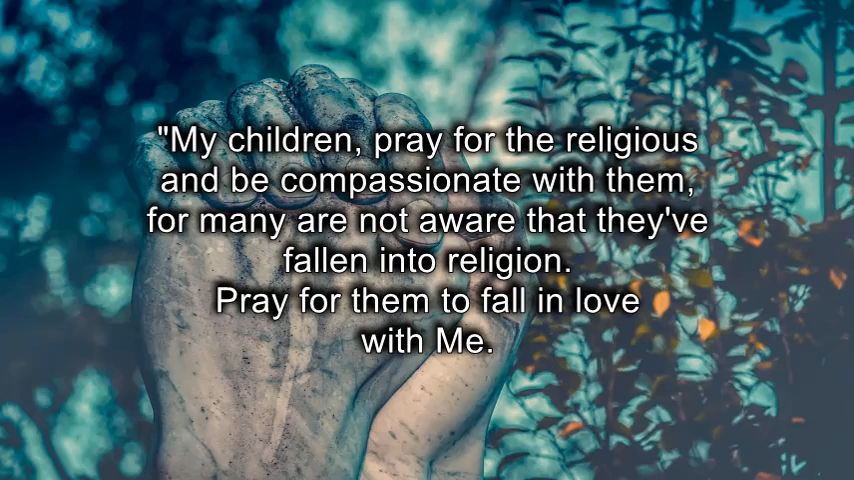 "My children, pray for the religious
and be compassionate with them,
for many are not aware that they've
fallen into religion.
Pray for them to fall in love
with Me.